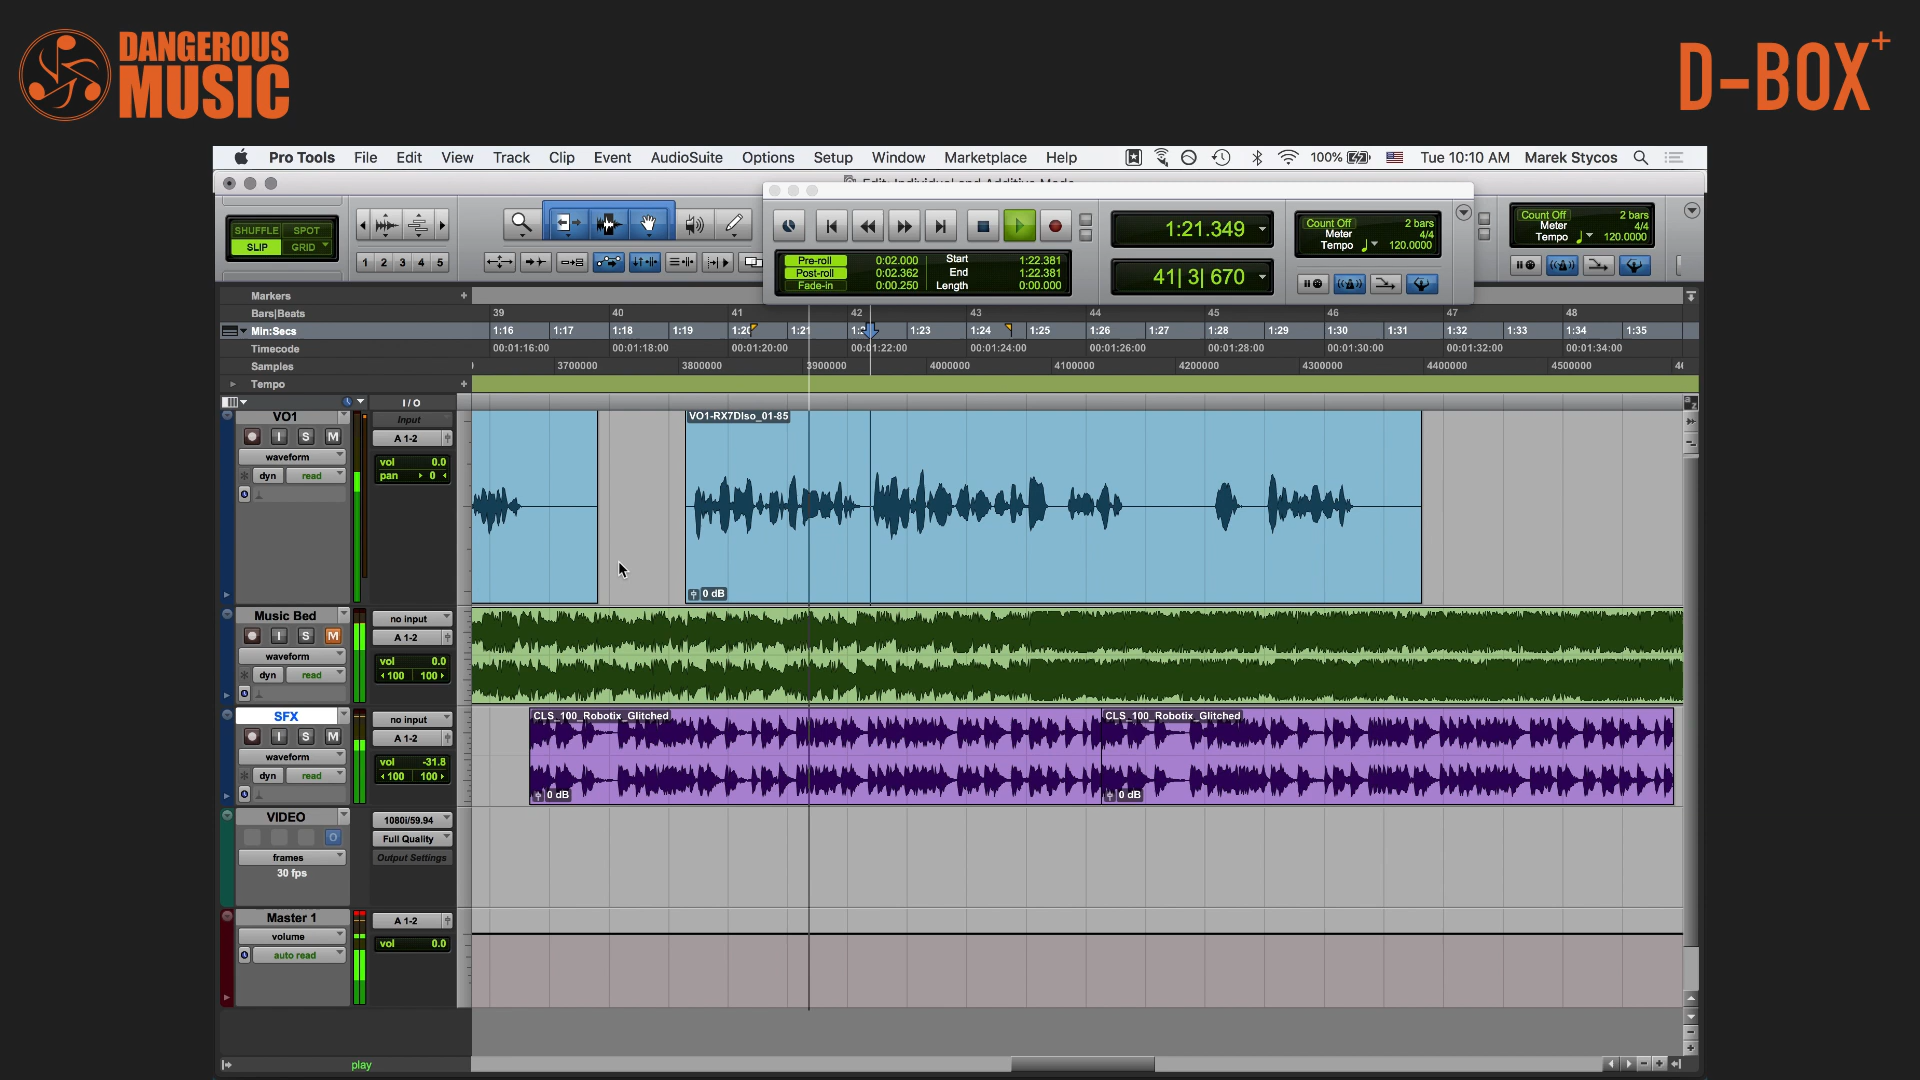 DANGEROUS
MUSIC
D-BOX+
Pro Tools File Edit View Track Clip Event AudioSuite Options Setup Window Marketplace Help
100% Tue 10:10 AM Marek Stycos
Edit: Individual and Additive Mode
SHUFFLE SPOT
SLIP GRID
1 2 3 4 5
1:21.349
41| 3| 670
Pre-roll 0:02.000 Start 1:22.381
Post-roll 0:02.362 End 1:22.381
Fade-in 0:00.250 Length 0:00.000
Count Off 2 bars
Meter 4/4
Tempo 120.0000
Count Off 2 bars
Meter 4/4
Tempo 120.0000
Markers
Bars|Beats 39 40 41 42 43 44 45 46 47 48
Min:Secs 1:16 1:17 1:18 1:19 1:20 1:21 1:23 1:24 1:25 1:26 1:27 1:28 1:29 1:30 1:31 1:32 1:33 1:34 1:35
Timecode 00:01:16:00 00:01:18:00 00:01:20:00 00:01:22:00 00:01:24:00 00:01:26:00 00:01:28:00 00:01:30:00 00:01:32:00 00:01:34:00
Samples 3700000 3800000 3900000 4000000 4100000 4200000 4300000 4400000 4500000
Tempo
I / O
VO1
Input
I S M
A 1-2
waveform
vol 0.0
dyn read
pan 0
VO1-RX7DIso_01-85
0 dB
Music Bed
no input
I S M
A 1-2
waveform
vol 0.0
dyn read
100 100
SFX
no input
I S M
A 1-2
waveform
vol -31.8
dyn read
100 100
CLS_100_Robotix_Glitched
CLS_100_Robotix_Glitched
0 dB
0 dB
VIDEO
1080i/59.94
Full Quality
frames
Output Settings
30 fps
Master 1
A 1-2
volume
vol 0.0
auto read
play